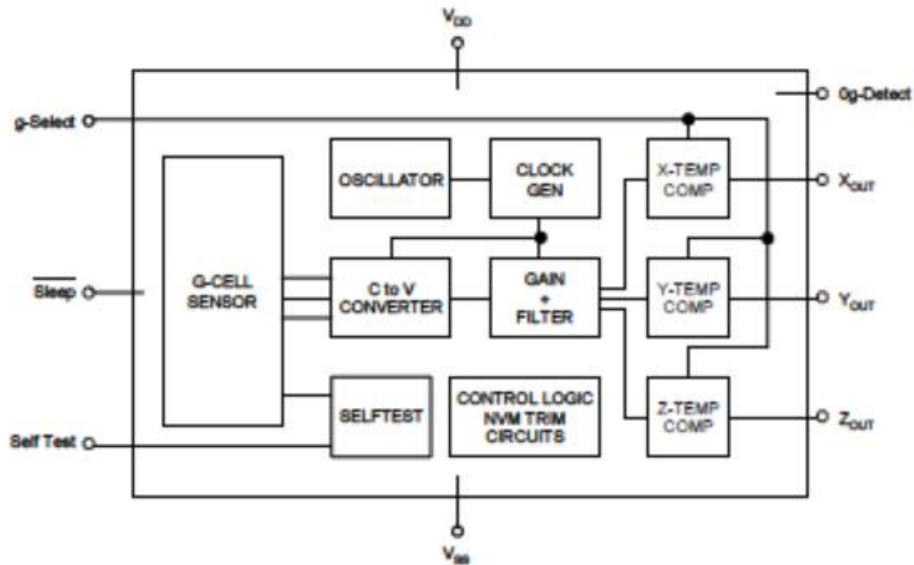 VDD
0g-Detect
g-Select
OSCILLATOR
CLOCK
GEN
X-TEMP
COMP
XOUT
G-CELL
SENSOR
Sleep
C to V
CONVERTER
GAIN
+
FILTER
Y-TEMP
COMP
YOUT
SELFTEST
CONTROL LOGIC
NVM TRIM
CIRCUITS
Z-TEMP
COMP
ZOUT
Self Test
VSS